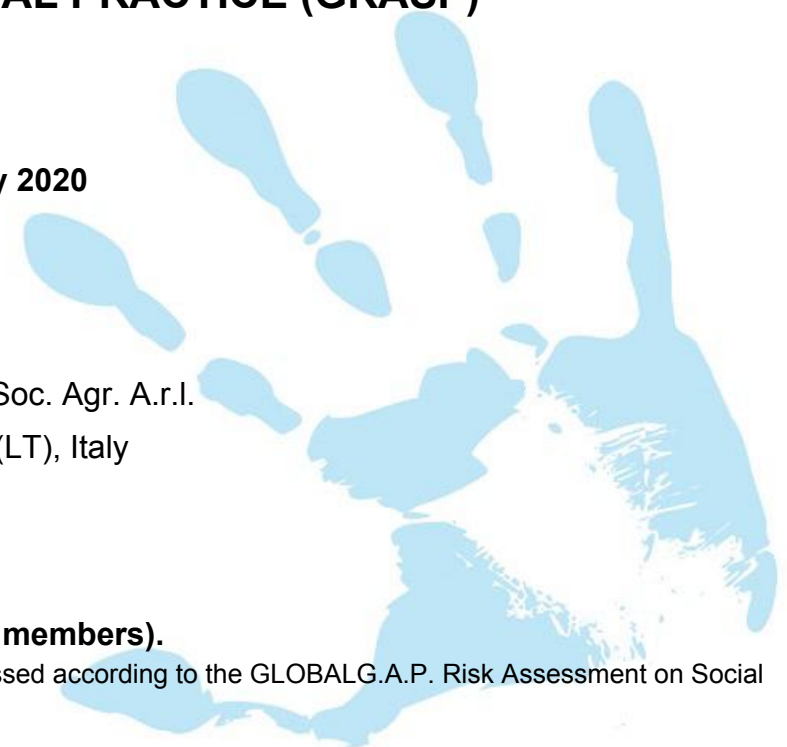 AL PRACTICE (GRASP)
y 2020
Soc. Agr. A.r.l.
(LT), Italy
members).
ssed according to the GLOBALG.A.P. Risk Assessment on Social